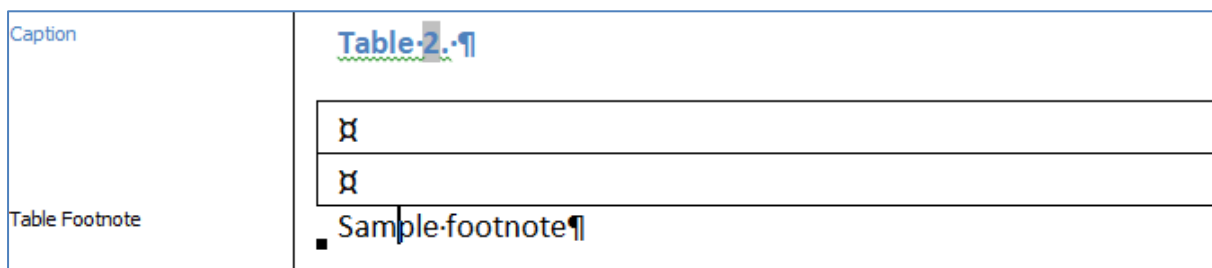 Caption
Table·2.·¶
¤
¤
Table Footnote
Sample·footnote¶